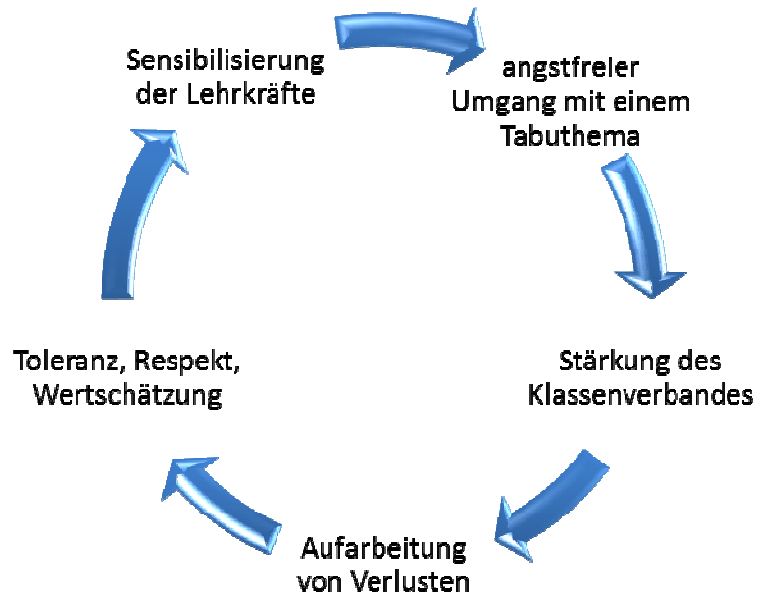 Sensibilisierung
der Lehrkräfte
angstfreier
Umgang mit einem
Tabuthema
Stärkung des
Klassenverbandes
Aufarbeitung
von Verlusten
Toleranz, Respekt,
Wertschätzung